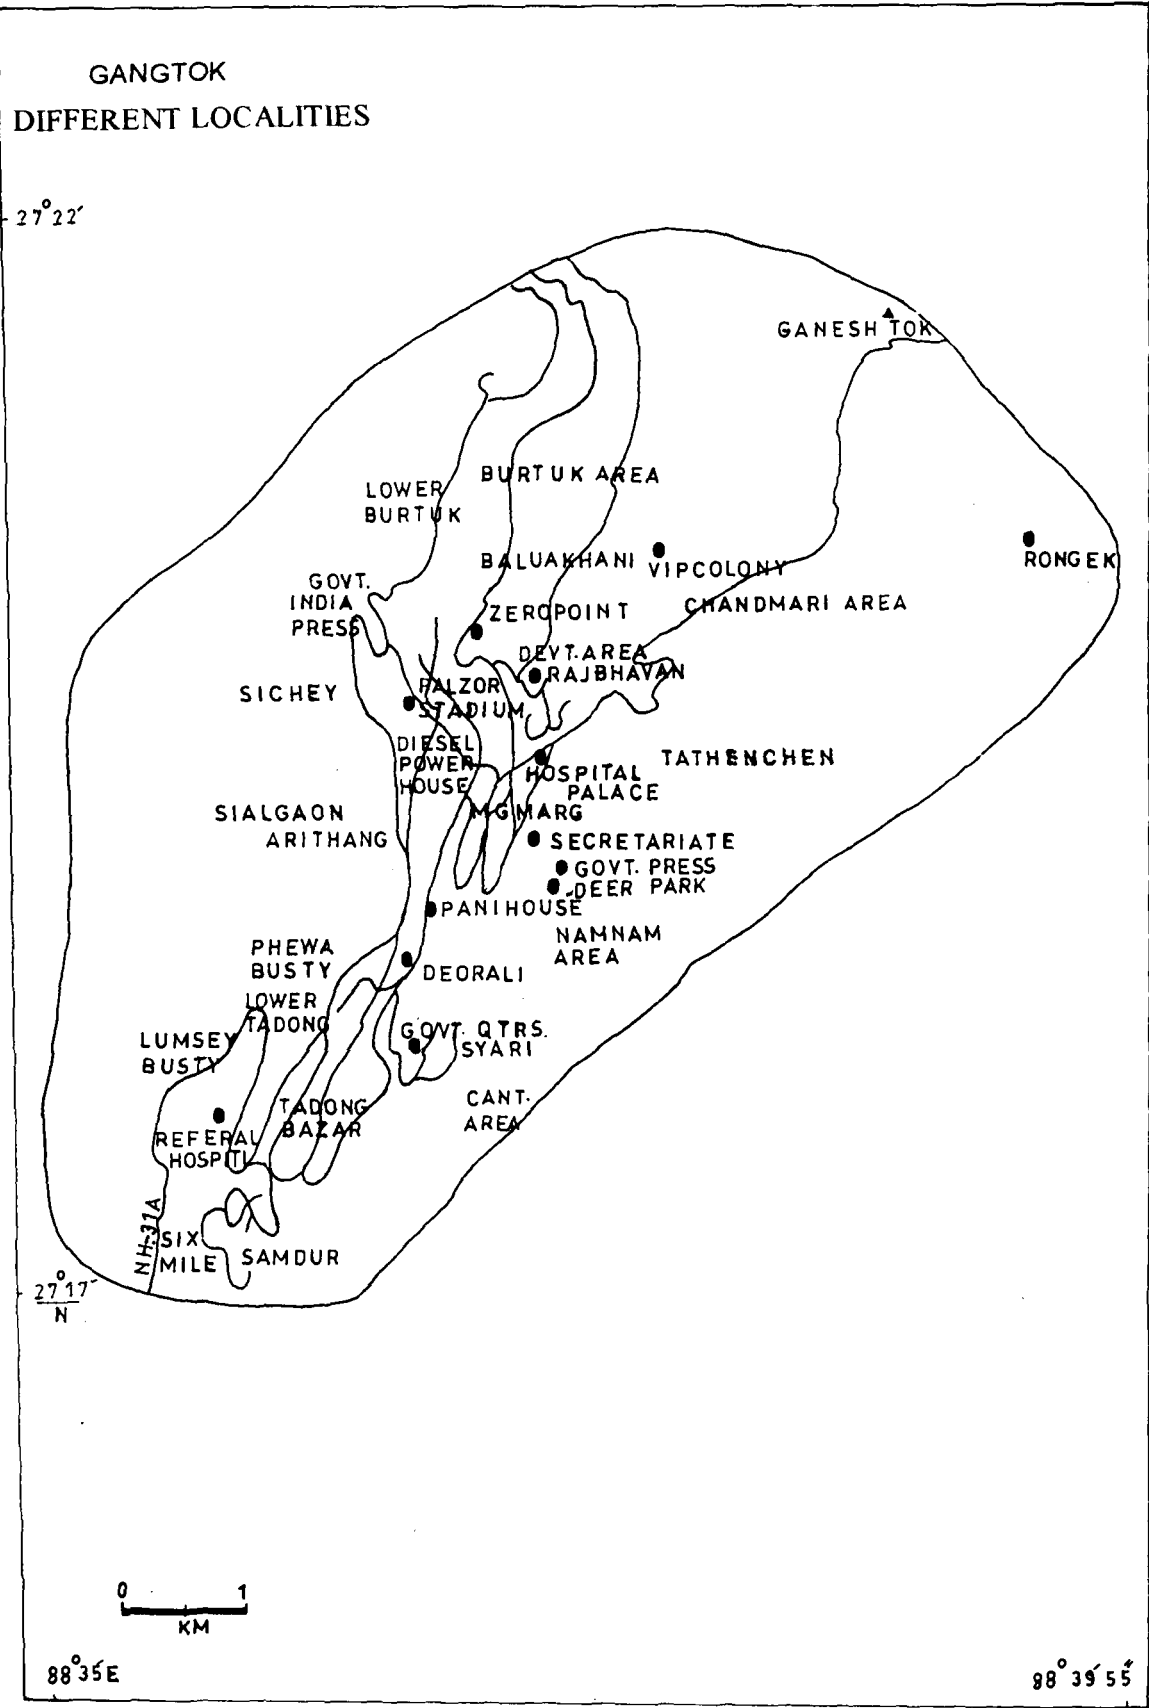 GANGTOK
DIFFERENT LOCALITIES
27°22′
GANESH TOK
BURTUK AREA
LOWER
BURTUK
RONGEK
BALUAKHANI
VIPCOLONY
GOVT.
INDIA
PRESS
CHANDMARI AREA
ZEROPOINT
DEVT. AREA
RAJBHAVAN
SICHEY
PALZOR
STADIUM
DIESEL
POWER
HOUSE
TATHENCHEN
HOSPITAL
PALACE
SIALGAON
M G MARG
ARITHANG
SECRETARIATE
GOVT. PRESS
DEER PARK
PANIHOUSE
NAMNAM
AREA
PHEWA
BUSTY
DEORALI
LOWER
TADONG
LUMSEY
BUSTY
GOVT. QTRS.
SYARI
TADONG
BAZAR
CANT.
AREA
REFERAL
HOSPITL
NH-31A
SIX
MILE
SAMDUR
27°17′
N
0 1
KM
88°35′E
88°39′55″